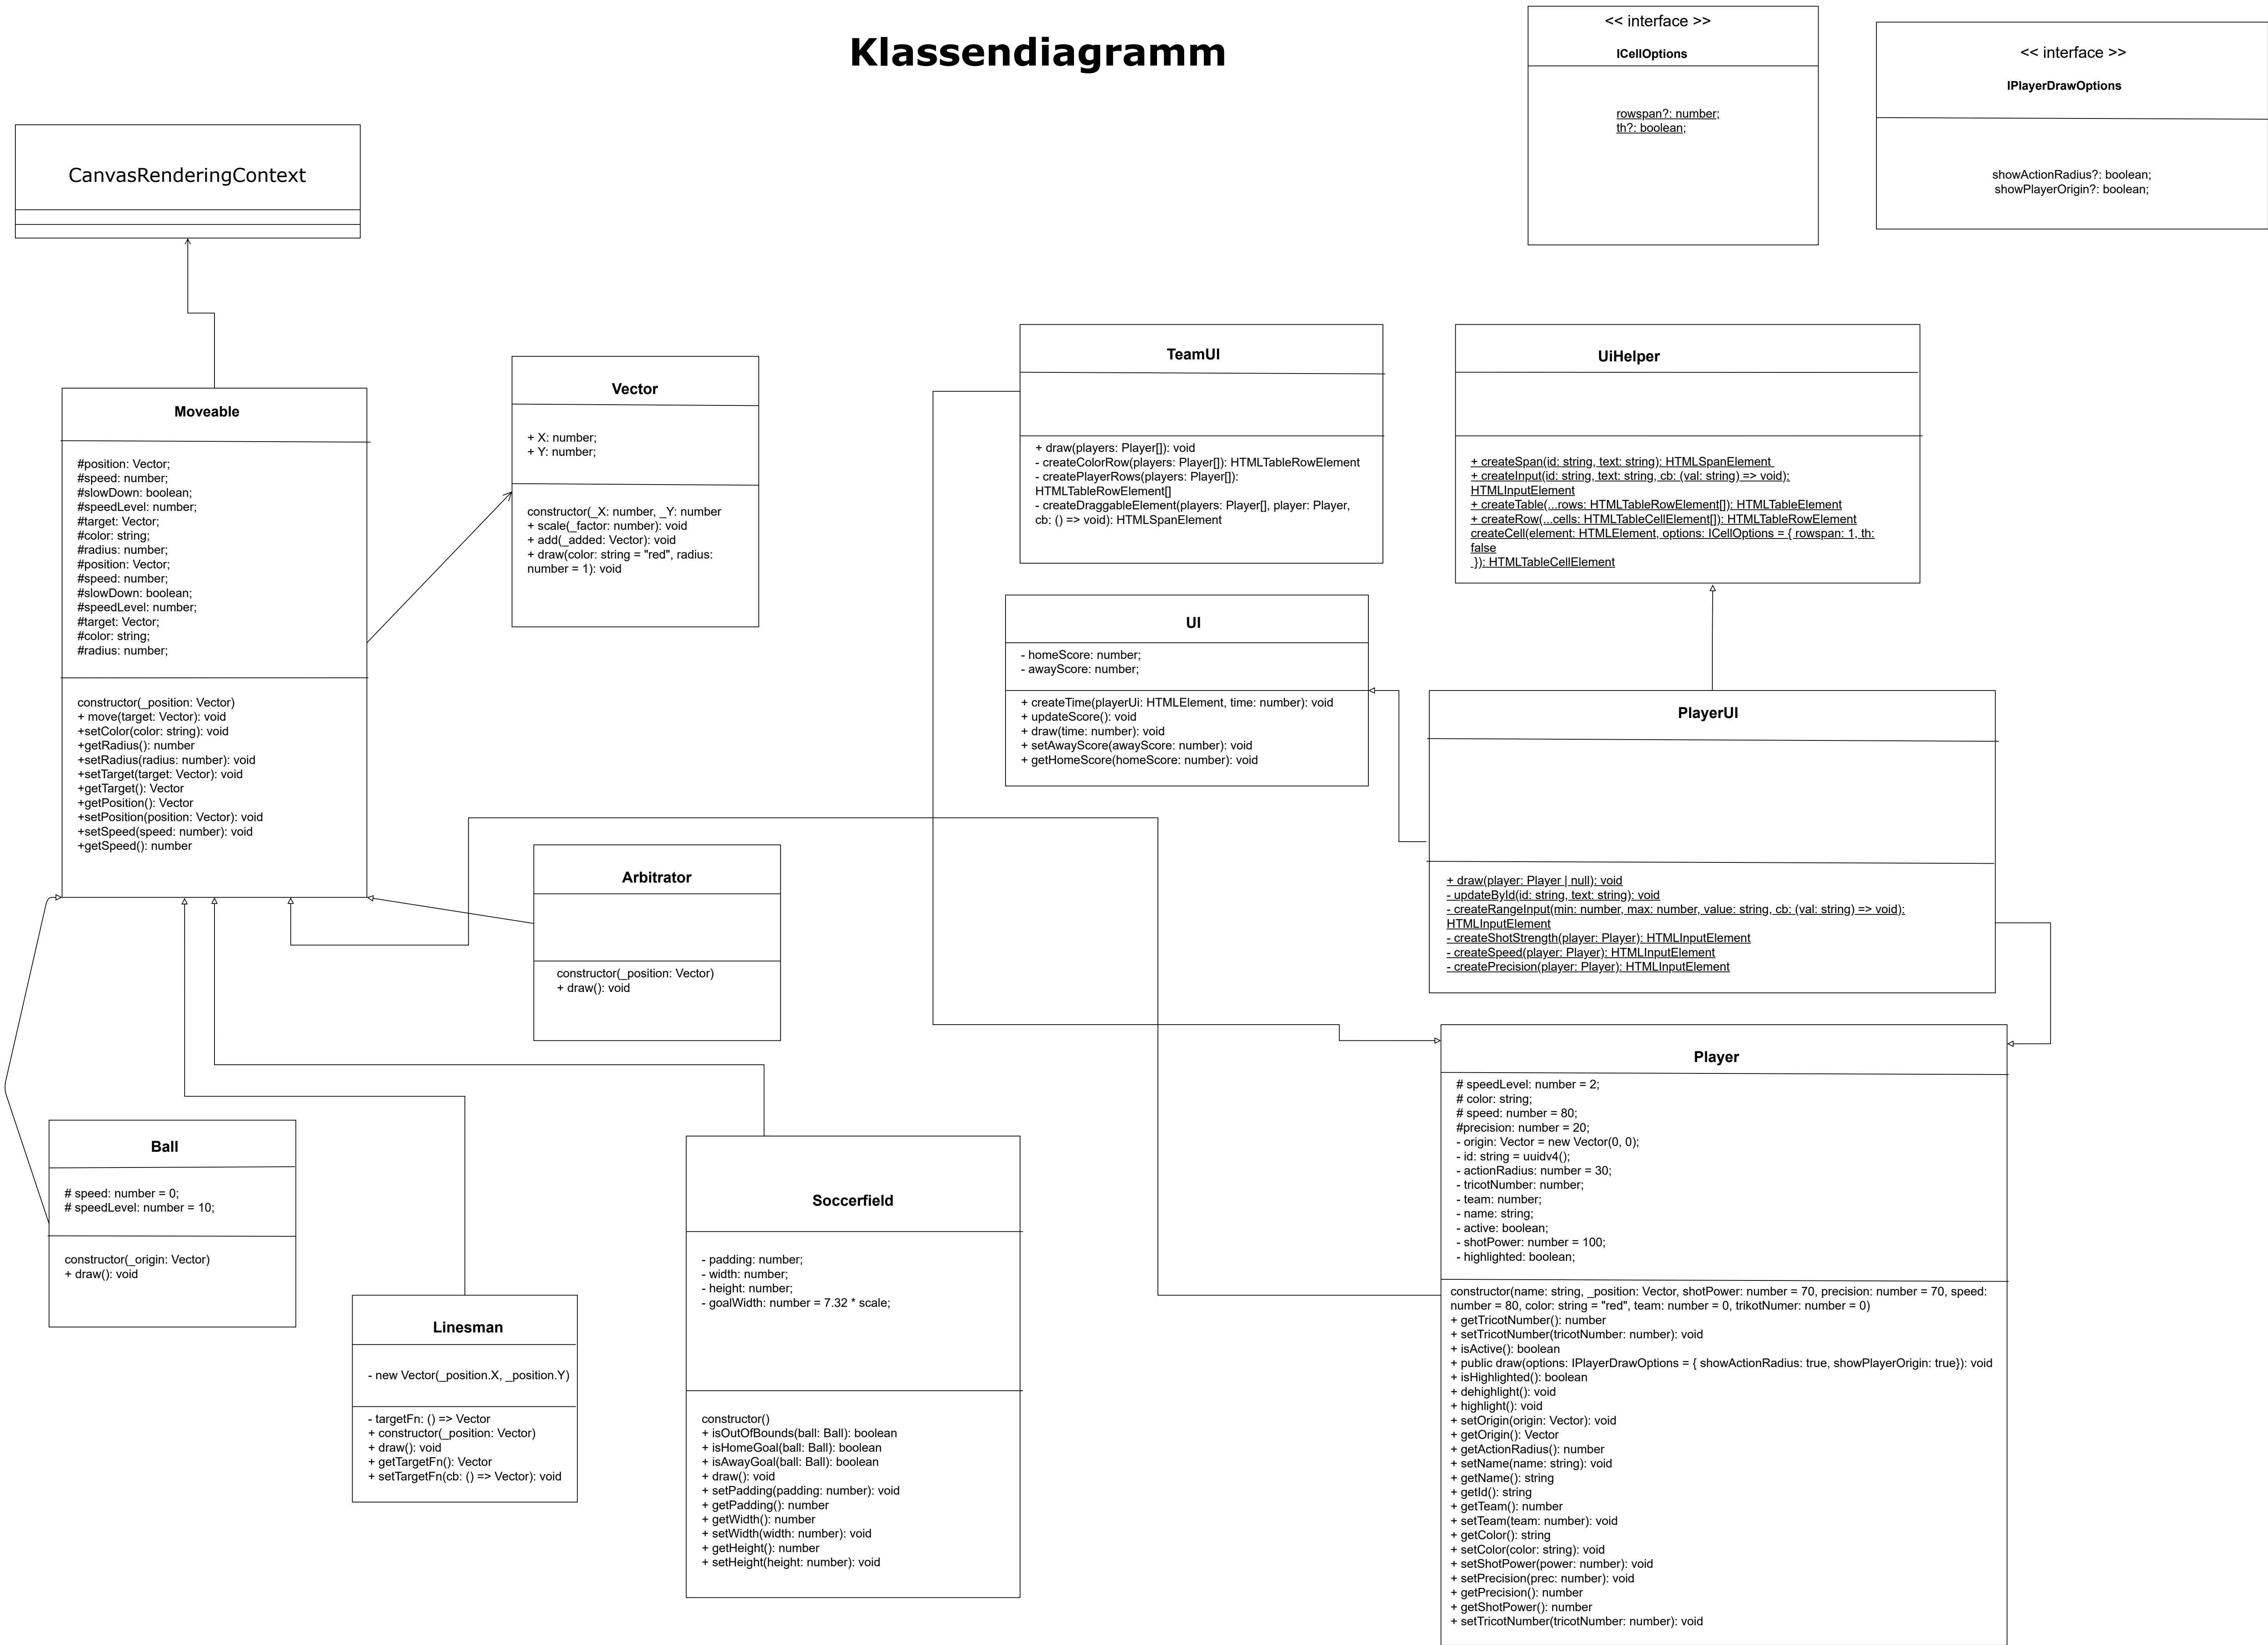 Klassendiagramm
<< interface >>
ICellOptions
rowspan?: number;
th?: boolean;
<< interface >>
IPlayerDrawOptions
showActionRadius?: boolean;
showPlayerOrigin?: boolean;
CanvasRenderingContext
Moveable
#position: Vector;
#speed: number;
#slowDown: boolean;
#speedLevel: number;
#target: Vector;
#color: string;
#radius: number;
#position: Vector;
#speed: number;
#slowDown: boolean;
#speedLevel: number;
#target: Vector;
#color: string;
#radius: number;
constructor(_position: Vector)
+ move(target: Vector): void
+setColor(color: string): void
+getRadius(): number
+setRadius(radius: number): void
+setTarget(target: Vector): void
+getTarget(): Vector
+getPosition(): Vector
+setPosition(position: Vector): void
+setSpeed(speed: number): void
+getSpeed(): number
Vector
+ X: number;
+ Y: number;
constructor(_X: number, _Y: number
+ scale(_factor: number): void
+ add(_added: Vector): void
+ draw(color: string = "red", radius:
number = 1): void
TeamUI
+ draw(players: Player[]): void
- createColorRow(players: Player[]): HTMLTableRowElement
- createPlayerRows(players: Player[]):
HTMLTableRowElement[]
- createDraggableElement(players: Player[], player: Player,
cb: () => void): HTMLSpanElement
UiHelper
+ createSpan(id: string, text: string): HTMLSpanElement
+ createInput(id: string, text: string, cb: (val: string) => void):
HTMLInputElement
+ createTable(...rows: HTMLTableRowElement[]): HTMLTableElement
+ createRow(...cells: HTMLTableCellElement[]): HTMLTableRowElement
createCell(element: HTMLElement, options: ICellOptions = { rowspan: 1, th:
false
}): HTMLTableCellElement
UI
- homeScore: number;
- awayScore: number;
+ createTime(playerUi: HTMLElement, time: number): void
+ updateScore(): void
+ draw(time: number): void
+ setAwayScore(awayScore: number): void
+ getHomeScore(homeScore: number): void
PlayerUI
+ draw(player: Player | null): void
- updateById(id: string, text: string): void
- createRangeInput(min: number, max: number, value: string, cb: (val: string) => void):
HTMLInputElement
- createShotStrength(player: Player): HTMLInputElement
- createSpeed(player: Player): HTMLInputElement
- createPrecision(player: Player): HTMLInputElement
Arbitrator
constructor(_position: Vector)
+ draw(): void
Ball
# speed: number = 0;
# speedLevel: number = 10;
constructor(_origin: Vector)
+ draw(): void
Linesman
- new Vector(_position.X, _position.Y)
- targetFn: () => Vector
+ constructor(_position: Vector)
+ draw(): void
+ getTargetFn(): Vector
+ setTargetFn(cb: () => Vector): void
Soccerfield
- padding: number;
- width: number;
- height: number;
- goalWidth: number = 7.32 * scale;
constructor()
+ isOutOfBounds(ball: Ball): boolean
+ isHomeGoal(ball: Ball): boolean
+ isAwayGoal(ball: Ball): boolean
+ draw(): void
+ setPadding(padding: number): void
+ getPadding(): number
+ getWidth(): number
+ setWidth(width: number): void
+ getHeight(): number
+ setHeight(height: number): void
Player
# speedLevel: number = 2;
# color: string;
# speed: number = 80;
#precision: number = 20;
- origin: Vector = new Vector(0, 0);
- id: string = uuidv4();
- actionRadius: number = 30;
- tricotNumber: number;
- team: number;
- name: string;
- active: boolean;
- shotPower: number = 100;
- highlighted: boolean;
constructor(name: string, _position: Vector, shotPower: number = 70, precision: number = 70, speed:
number = 80, color: string = "red", team: number = 0, trikotNumer: number = 0)
+ getTricotNumber(): number
+ setTricotNumber(tricotNumber: number): void
+ isActive(): boolean
+ public draw(options: IPlayerDrawOptions = { showActionRadius: true, showPlayerOrigin: true}): void
+ isHighlighted(): boolean
+ dehighlight(): void
+ highlight(): void
+ setOrigin(origin: Vector): void
+ getOrigin(): Vector
+ getActionRadius(): number
+ setName(name: string): void
+ getName(): string
+ getId(): string
+ getTeam(): number
+ setTeam(team: number): void
+ getColor(): string
+ setColor(color: string): void
+ setShotPower(power: number): void
+ setPrecision(prec: number): void
+ getPrecision(): number
+ getShotPower(): number
+ setTricotNumber(tricotNumber: number): void